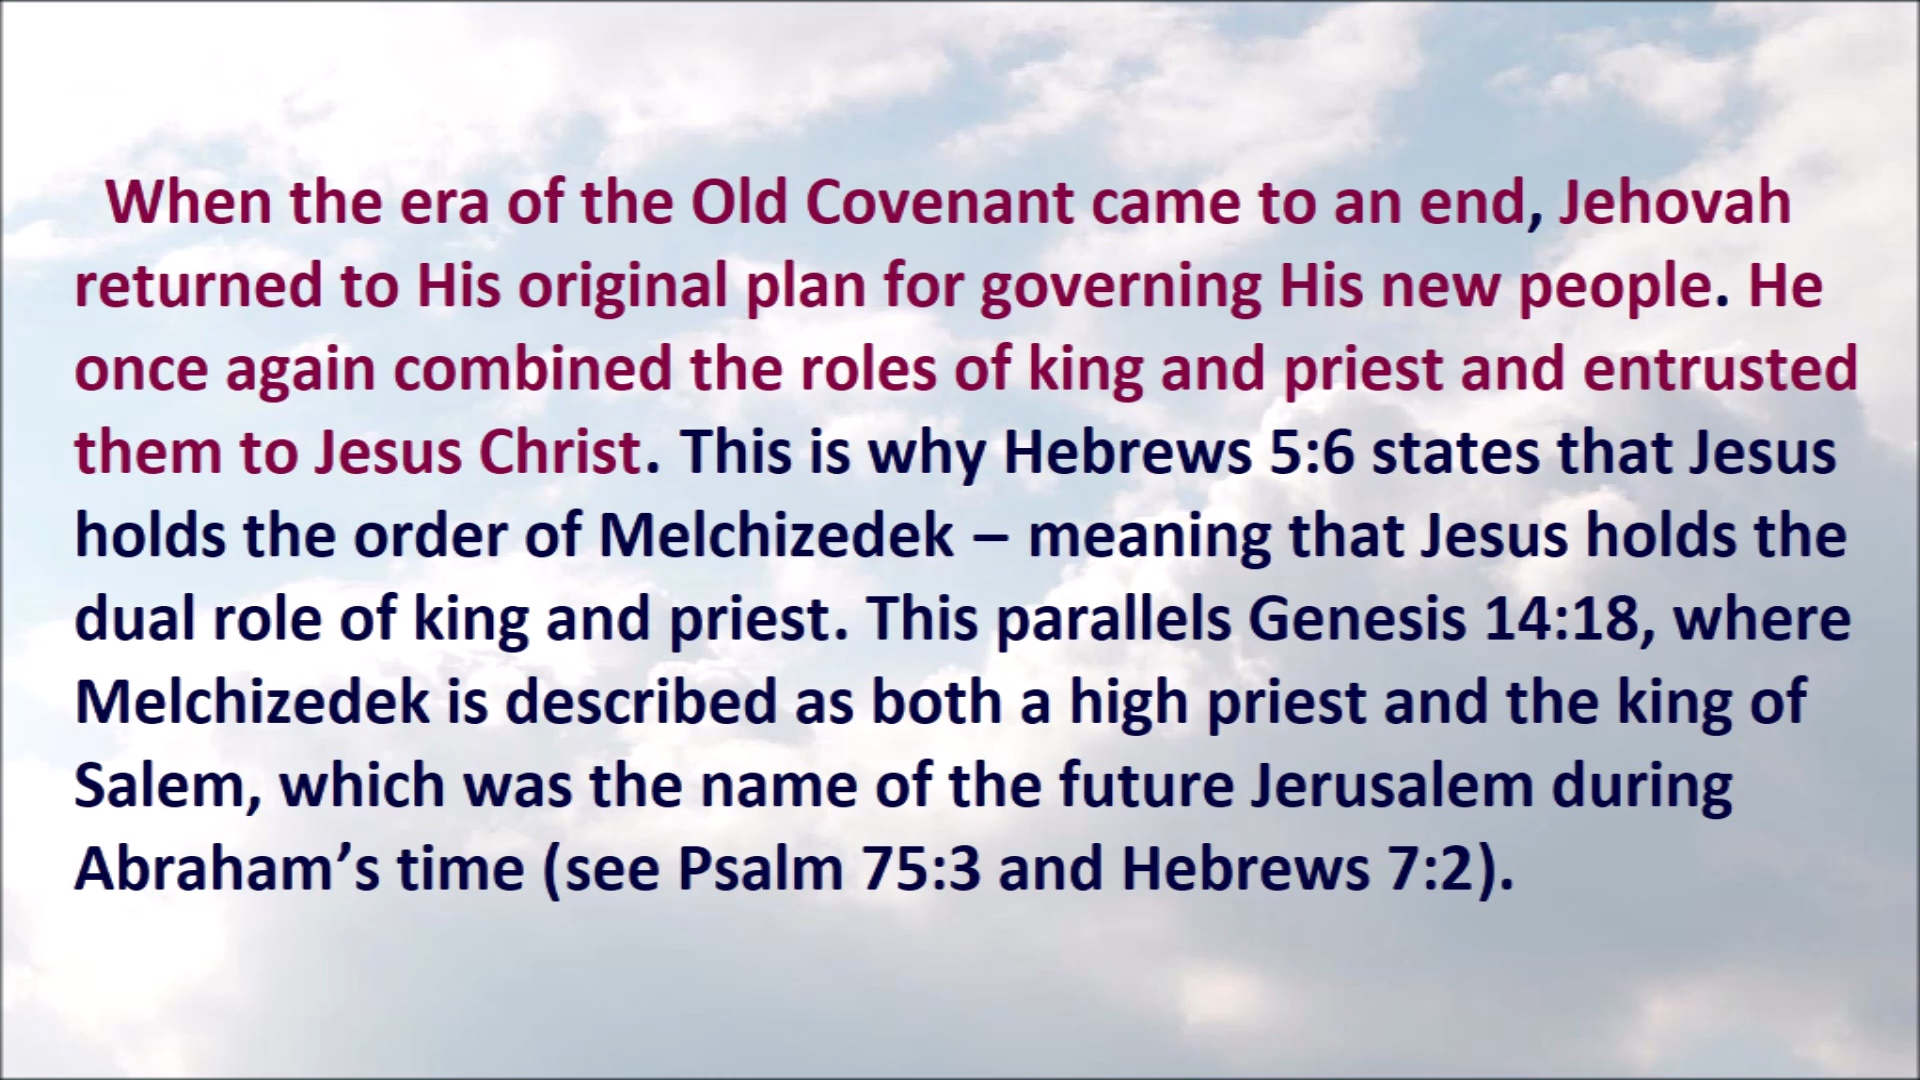 When the era of the Old Covenant came to an end, Jehovah
returned to His original plan for governing His new people. He
once again combined the roles of king and priest and entrusted
them to Jesus Christ. This is why Hebrews 5:6 states that Jesus
holds the order of Melchizedek – meaning that Jesus holds the
dual role of king and priest. This parallels Genesis 14:18, where
Melchizedek is described as both a high priest and the king of
Salem, which was the name of the future Jerusalem during
Abraham’s time (see Psalm 75:3 and Hebrews 7:2).